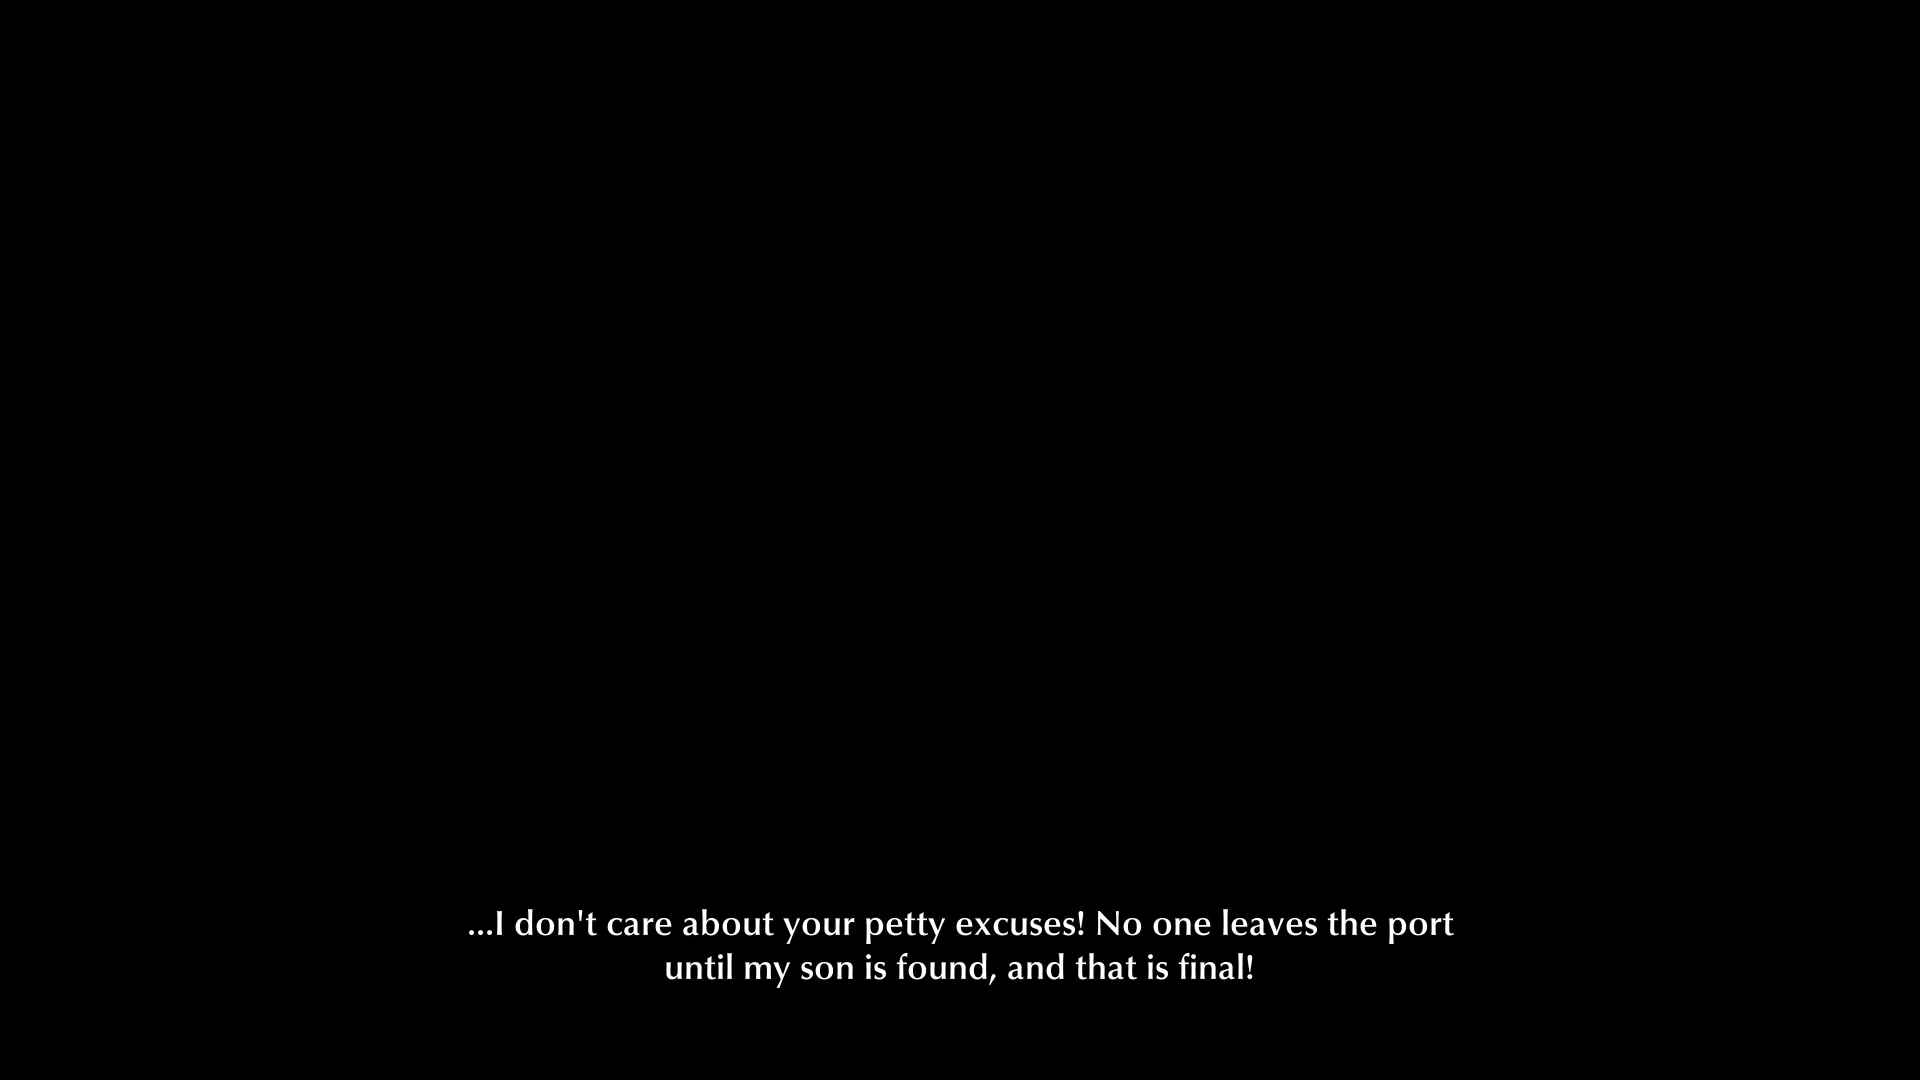 ...I don't care about your petty excuses! No one leaves the port
until my son is found, and that is final!